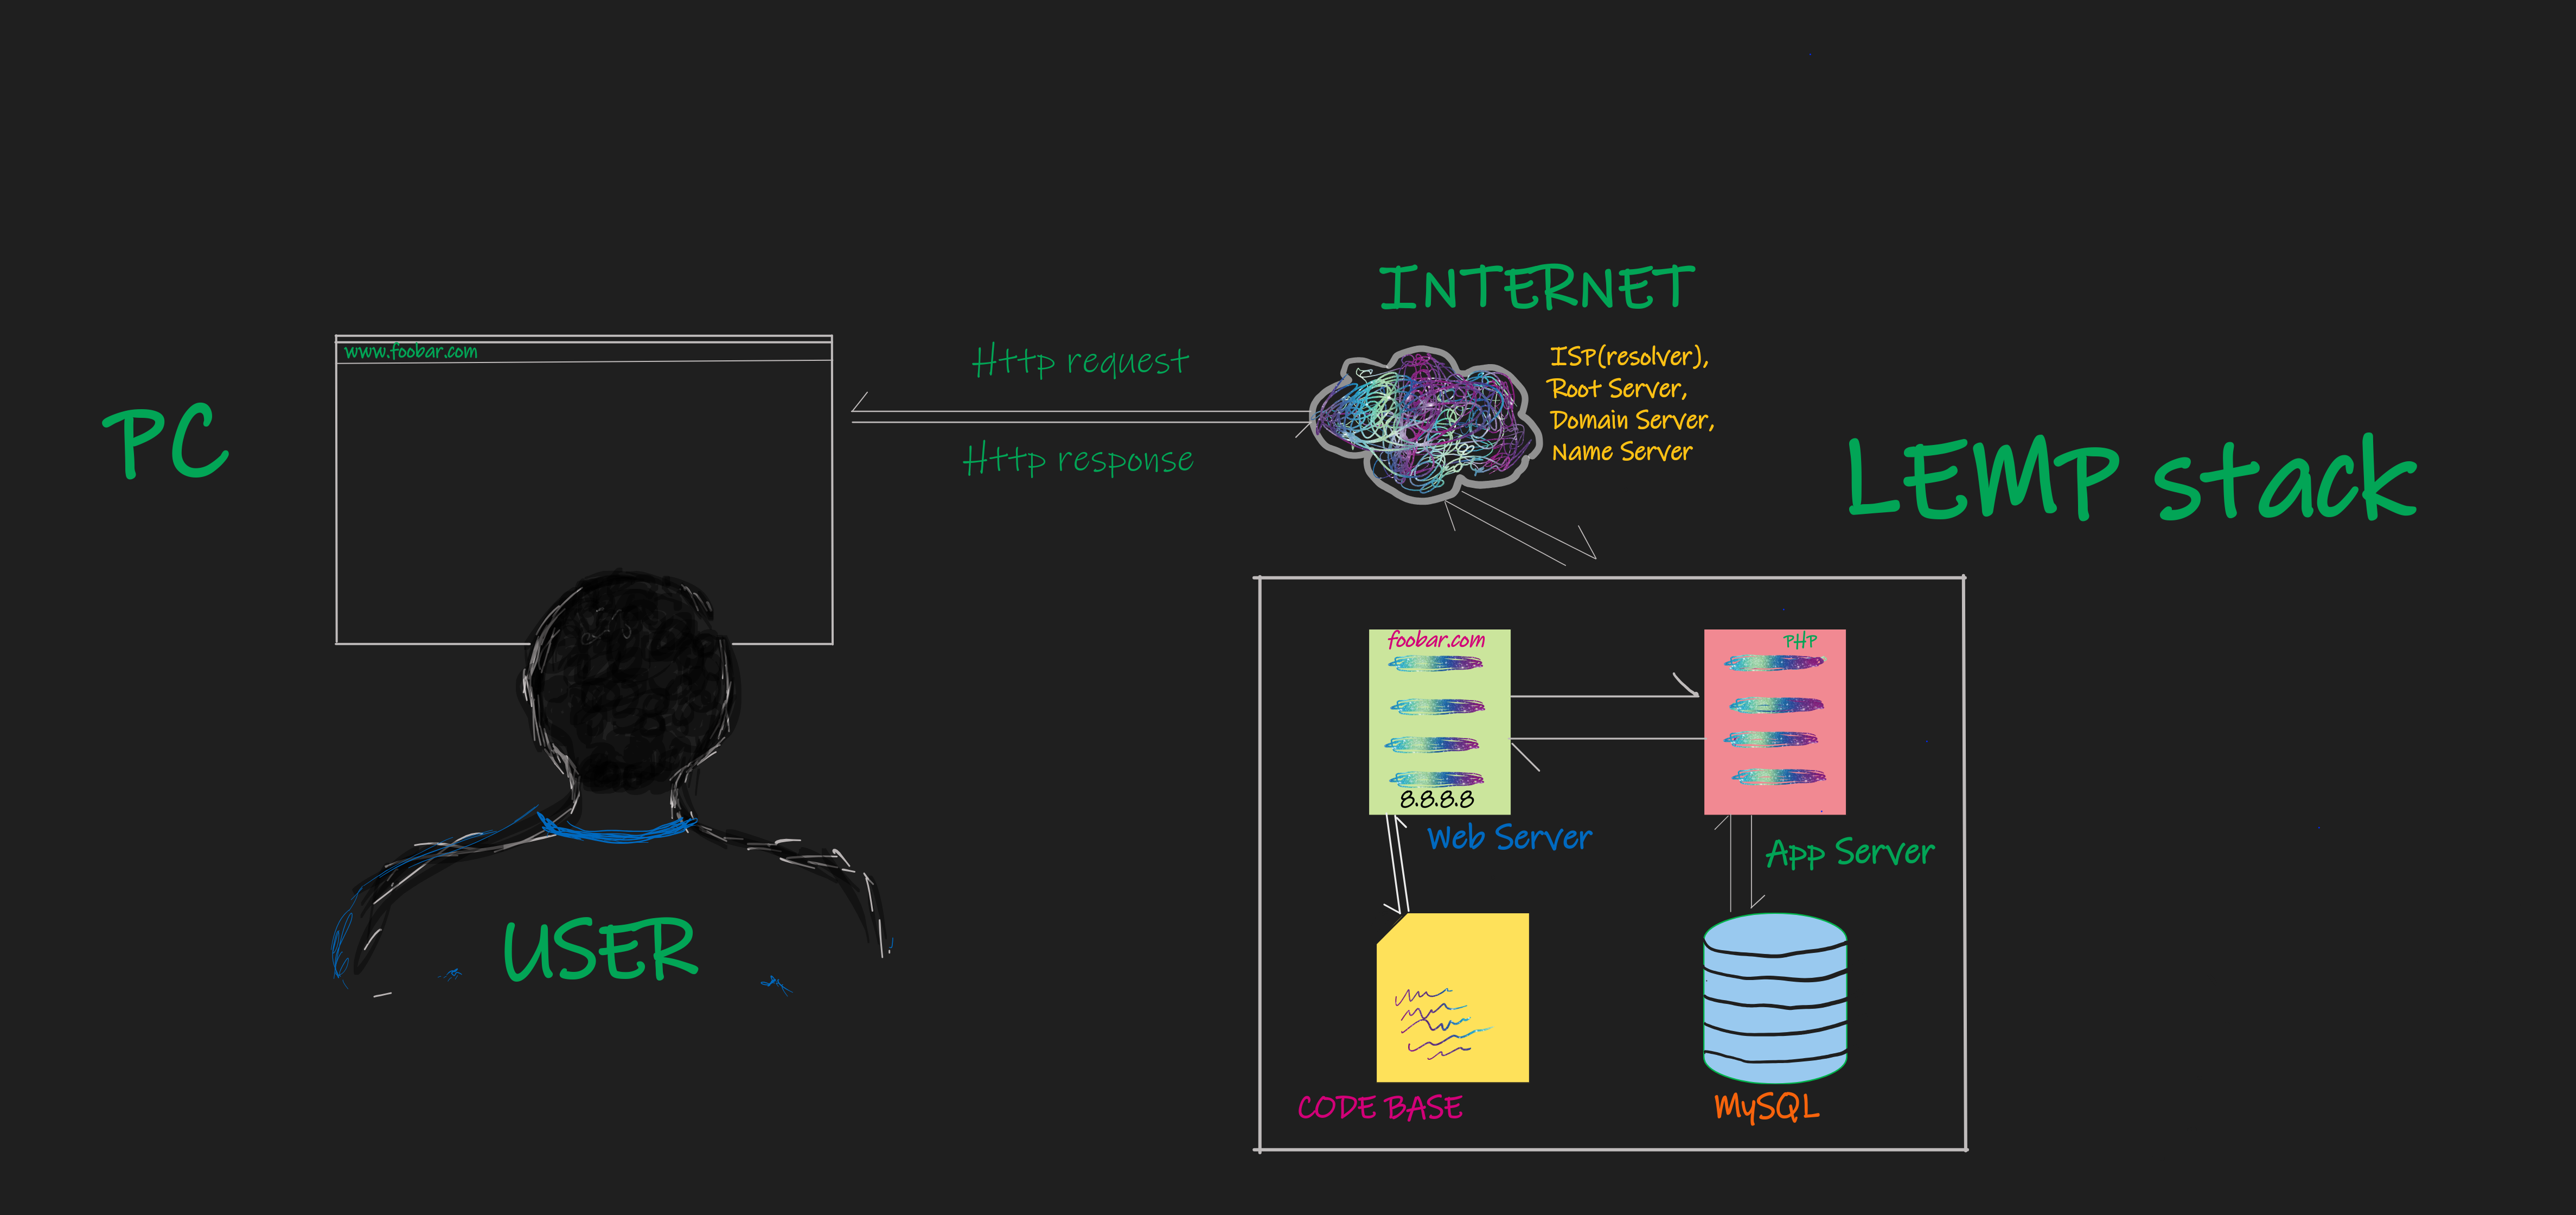 INTERNET
www.foobar.com
Http request
ISP(resolver),
Root Server,
Domain Server,
Name Server
PC
Http response
LEMP stack
foobar.com
PHP
8.8.8.8
Web Server
App Server
USER
CODE BASE
MySQL